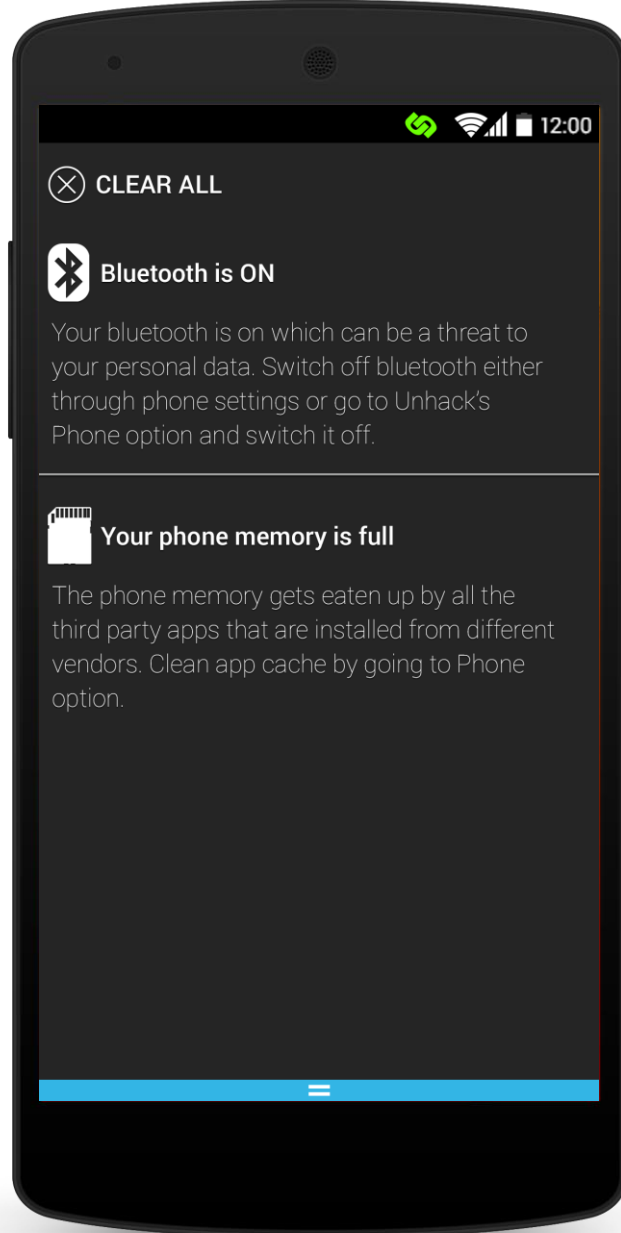 12:00
CLEAR ALL
Bluetooth is ON
Your bluetooth is on which can be a threat to
your personal data. Switch off bluetooth either
through phone settings or go to Unhack's
Phone option and switch it off.
Your phone memory is full
The phone memory gets eaten up by all the
third party apps that are installed from different
vendors. Clean app cache by going to Phone
option.